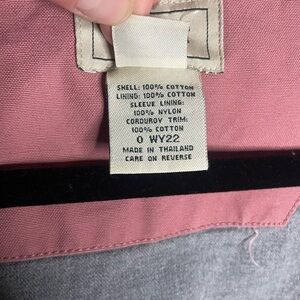 SHELL: 100% COTTON
LINING: 100% COTTON
SLEEVE LINING:
100% NYLON
CORDUROY TRIM:
100% COTTON
0 WY22
MADE IN THAILAND
CARE ON REVERSE